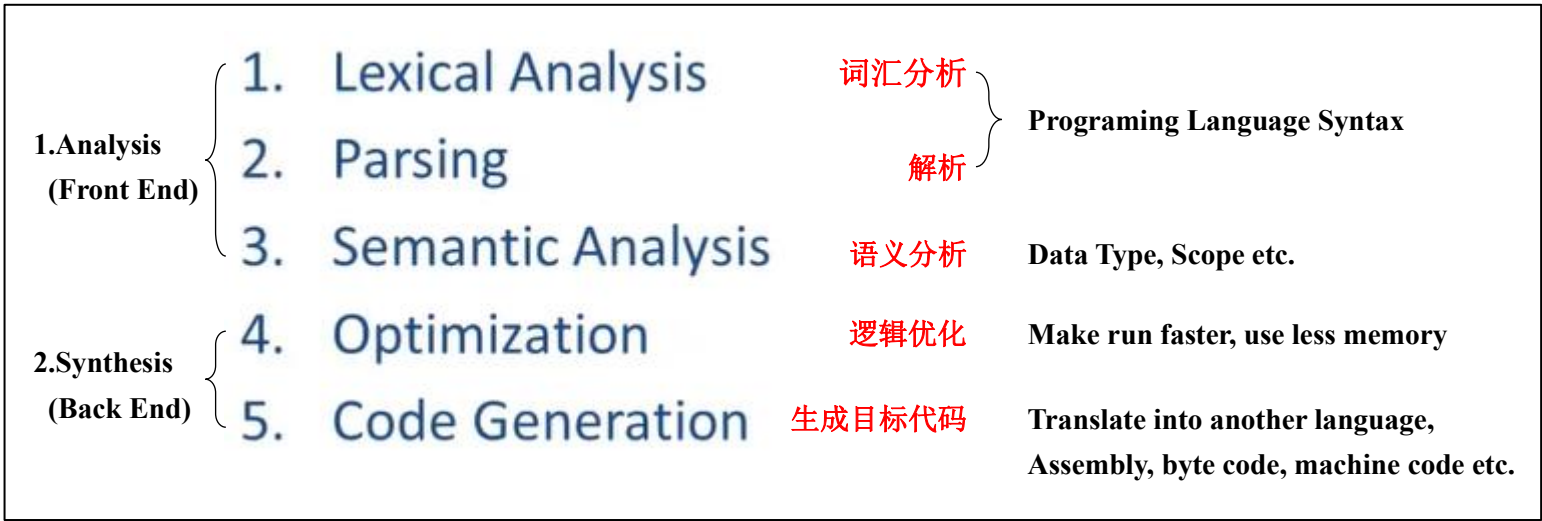 1. Lexical Analysis 词汇分析
Programing Language Syntax
1.Analysis
(Front End)
2. Parsing 解析
3. Semantic Analysis 语义分析 Data Type, Scope etc.
4. Optimization 逻辑优化 Make run faster, use less memory
2.Synthesis
(Back End)
5. Code Generation 生成目标代码 Translate into another language,
Assembly, byte code, machine code etc.